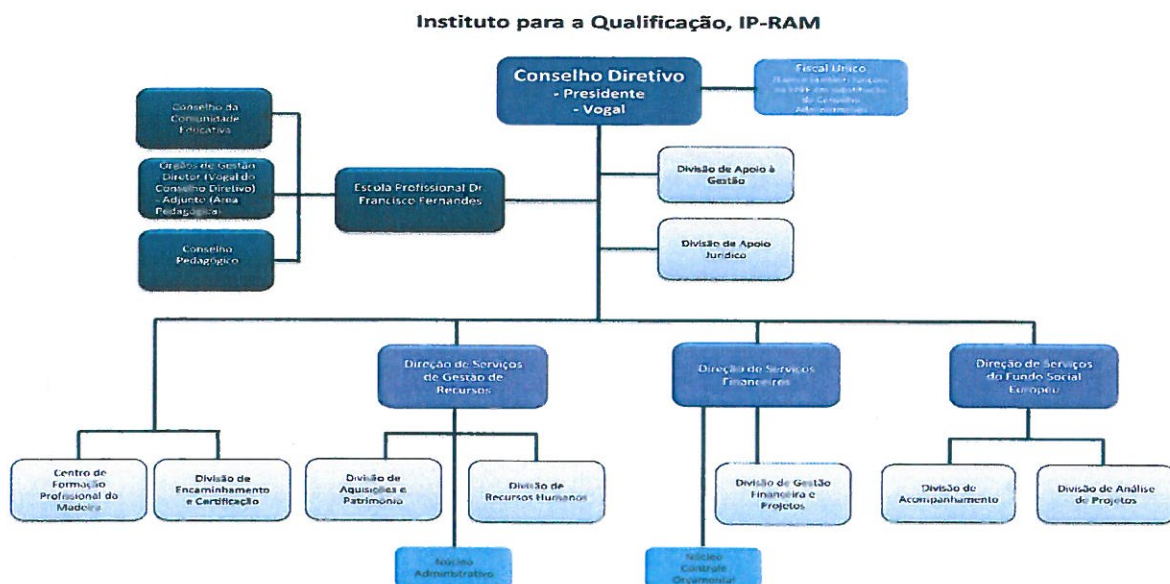 Instituto para a Qualificação, IP-RAM
Conselho Diretivo
- Presidente
- Vogal
Fiscal Único
Conselho da
Comunidade
Educativa
Órgãos de Gestão
- Diretor (Vogal do
Conselho Diretivo)
- Adjunto (Área
Pedagógica)
Conselho
Pedagógico
Escola Profissional Dr.
Francisco Fernandes
Divisão de Apoio à
Gestão
Divisão de Apoio
Jurídico
Direção de Serviços
de Gestão de
Recursos
Direção de Serviços
Financeiros
Direção de Serviços
do Fundo Social
Europeu
Centro de
Formação
Profissional da
Madeira
Divisão de
Encaminhamento
e Certificação
Divisão de
Aquisições e
Património
Divisão de
Recursos Humanos
Divisão de Gestão
Financeira e
Projetos
Divisão de
Acompanhamento
Divisão de Análise
de Projetos
Núcleo
Administrativo
Núcleo
Controle
Orçamental